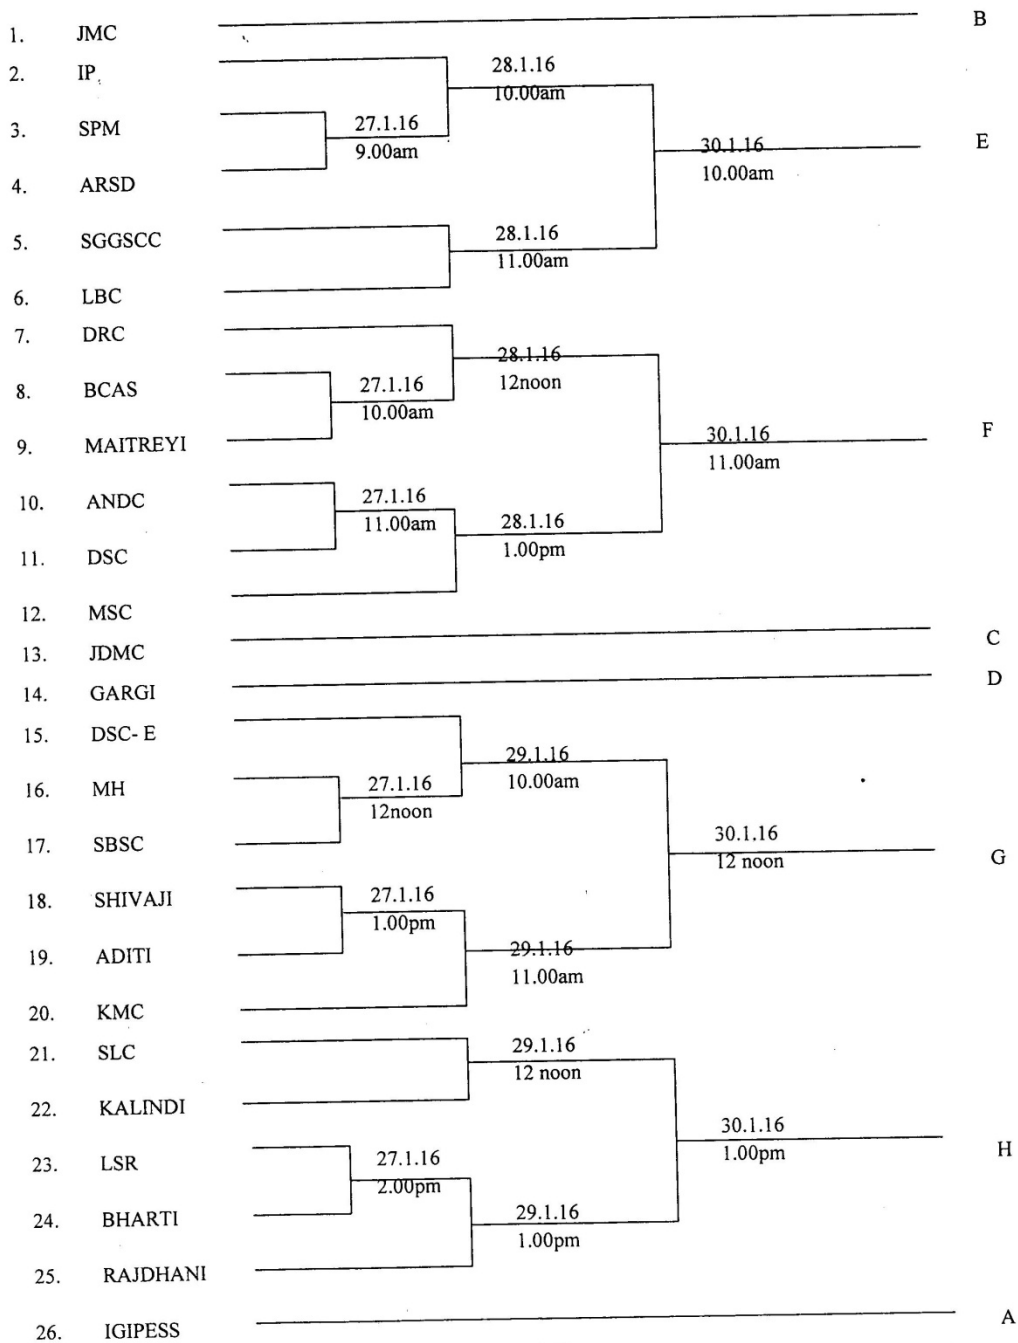 1. JMC B
2. IP 28.1.16
10.00am
3. SPM 27.1.16
9.00am
30.1.16 E
10.00am
4. ARSD
5. SGGSCC 28.1.16
11.00am
6. LBC
7. DRC 28.1.16
12noon
8. BCAS 27.1.16
10.00am
9. MAITREYI 30.1.16 F
11.00am
10. ANDC 27.1.16
11.00am
28.1.16
1.00pm
11. DSC
12. MSC
13. JDMC C
14. GARGI D
15. DSC- E 29.1.16
10.00am
16. MH 27.1.16
12noon
17. SBSC 30.1.16 G
12 noon
18. SHIVAJI 27.1.16
1.00pm
19. ADITI 29.1.16
11.00am
20. KMC
21. SLC 29.1.16
12 noon
22. KALINDI 30.1.16 H
1.00pm
23. LSR 27.1.16
2.00pm
24. BHARTI 29.1.16
1.00pm
25. RAJDHANI
26. IGIPESS A